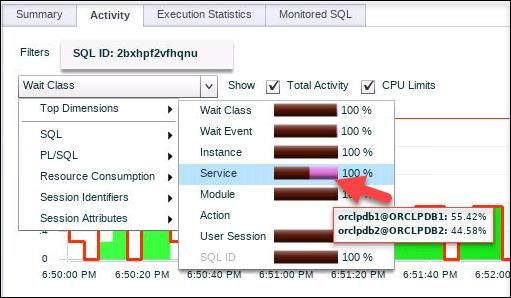 Summary Activity Execution Statistics Monitored SQL
Filters SQL ID: 2bxhpf2vfhqnu
Wait Class Show Total Activity CPU Limits
Top Dimensions
SQL
PL/SQL
Resource Consumption
Session Identifiers
Session Attributes
Wait Class 100 %
Wait Event 100 %
Instance 100 %
Service 100 %
Module 100 %
Action
User Session
SQL ID 100 %
orclpdb1@ORCLPDB1: 55.42%
orclpdb2@ORCLPDB2: 44.58%
.4
.2
0
6:50:00 PM 6:50:20 PM 6:50:40 PM 6:51:00 PM 6:51:20 PM 6:51:40 PM 6:52:0